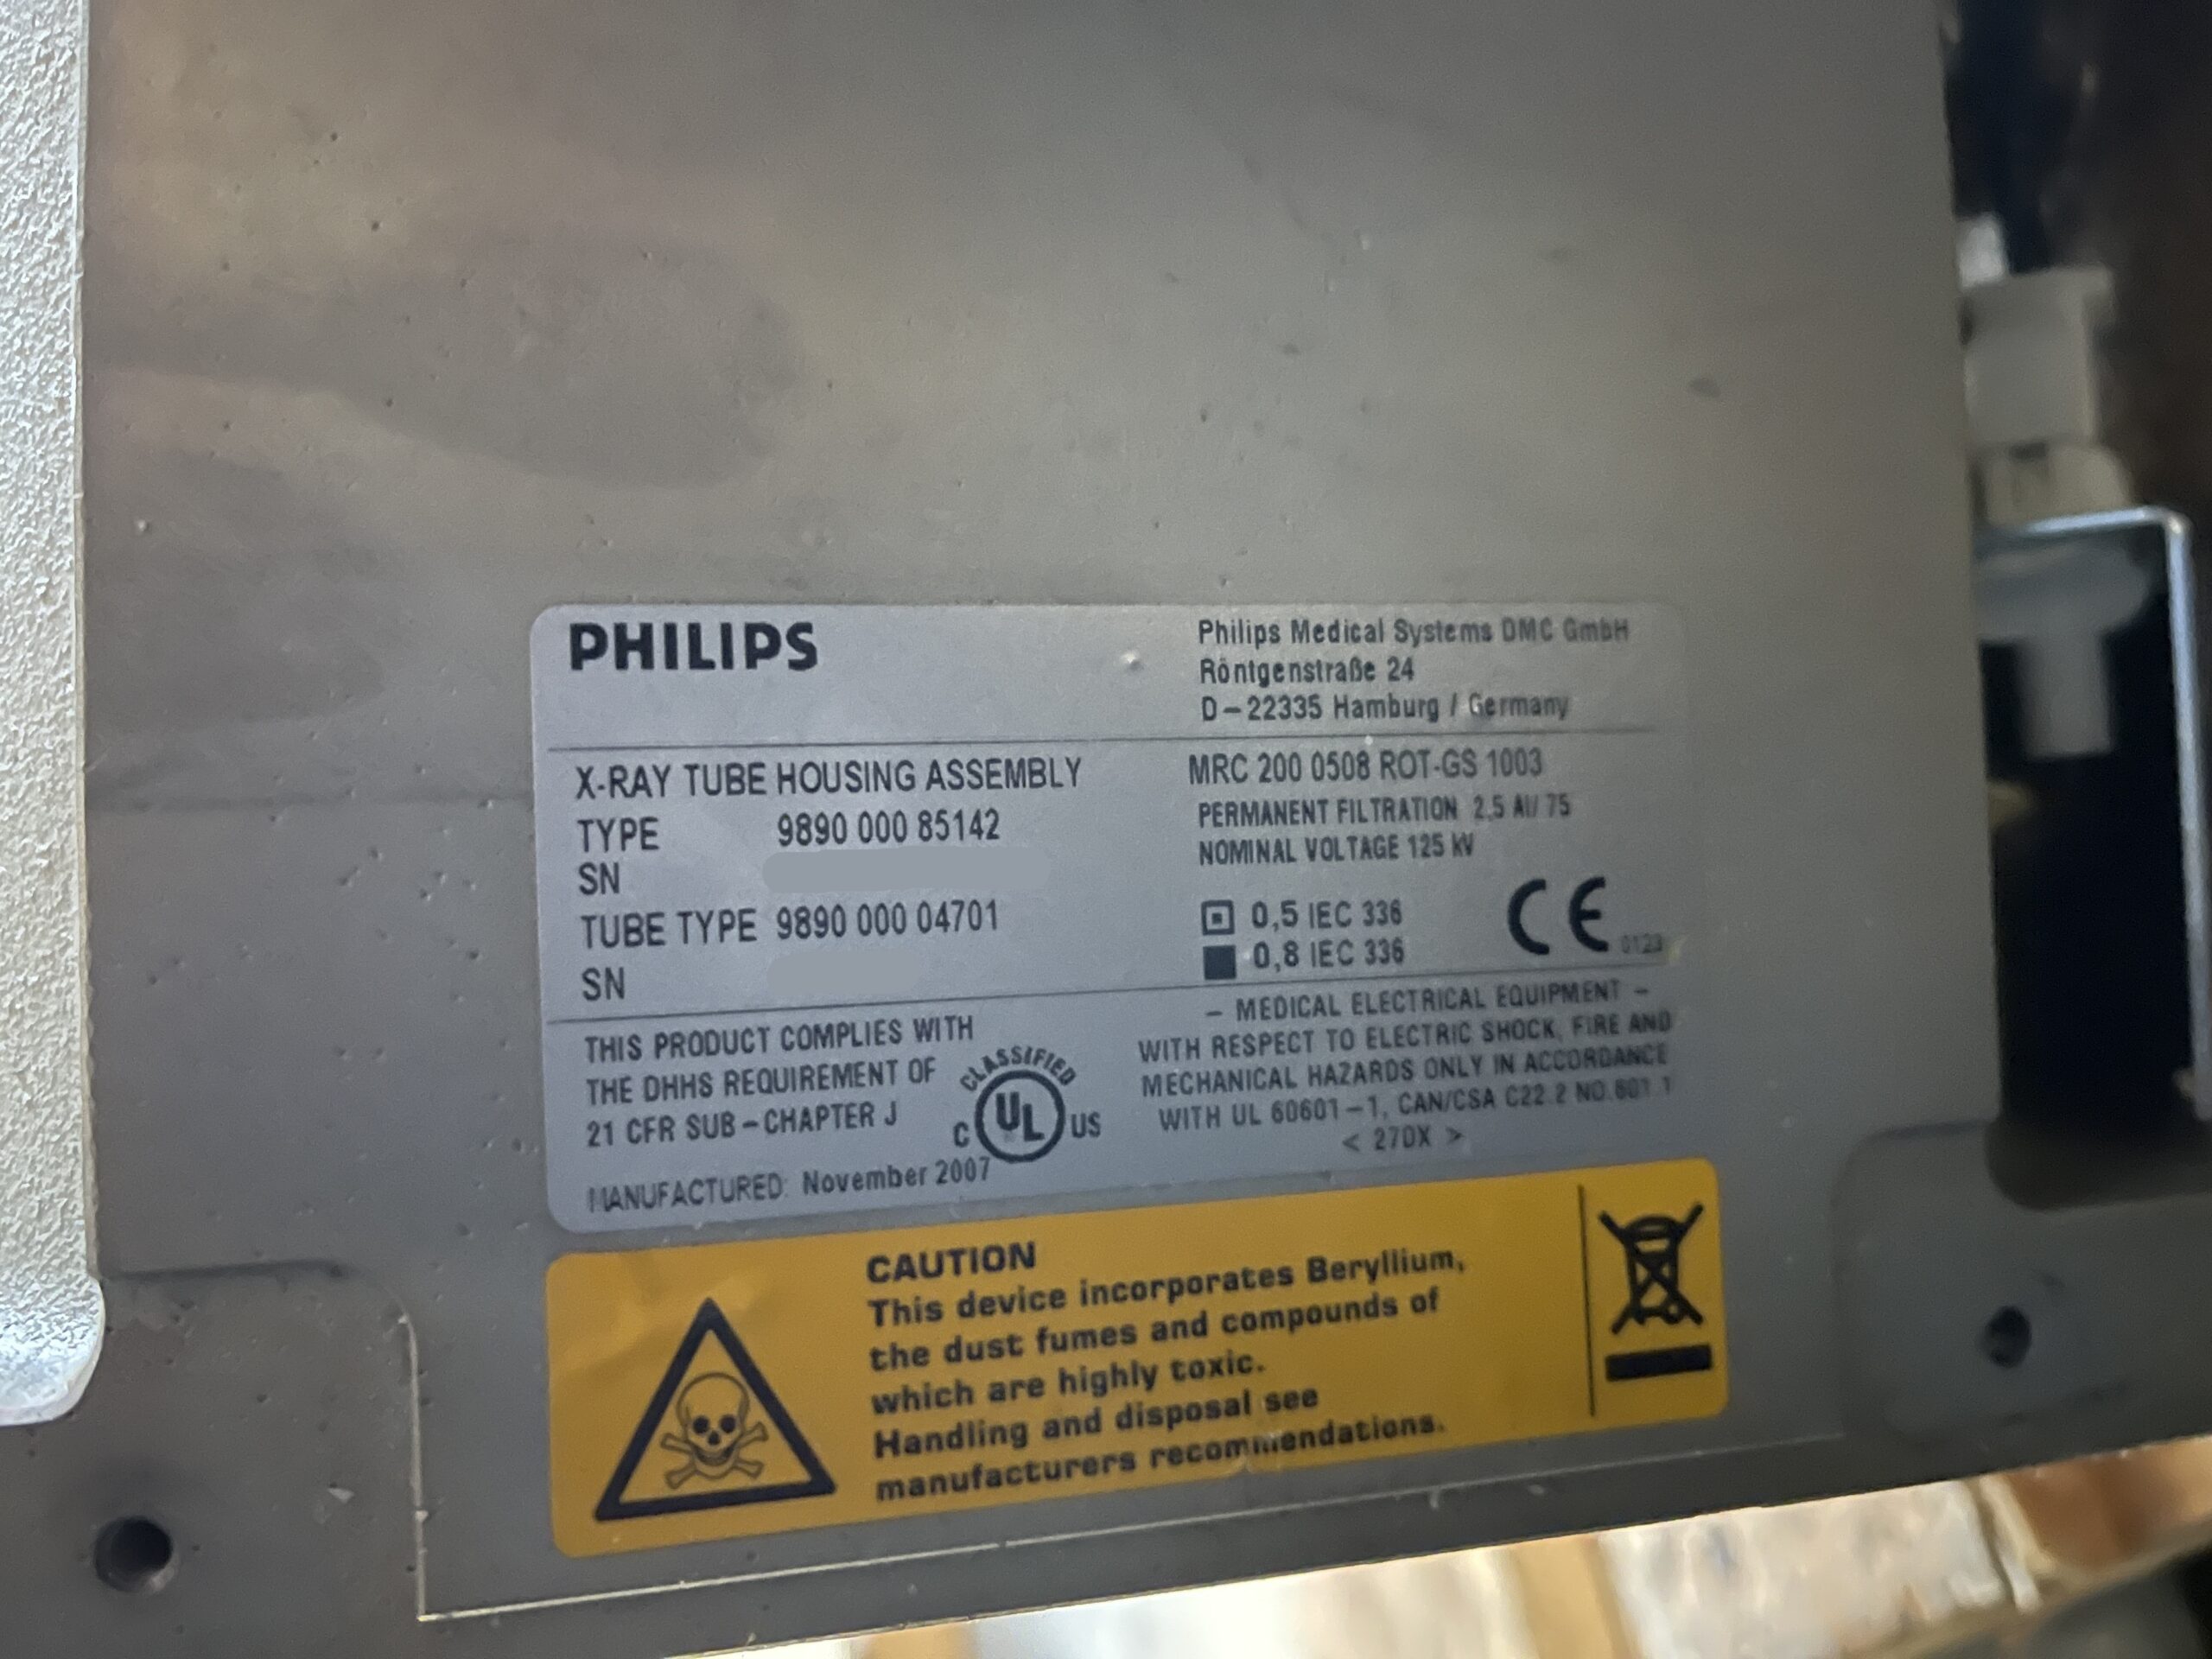 PHILIPS
Philips Medical Systems DMC GmbH
Röntgenstraße 24
D-22335 Hamburg / Germany
X-RAY TUBE HOUSING ASSEMBLY
TYPE 9890 000 85142
SN
TUBE TYPE 9890 000 04701
SN
MRC 200 0508 ROT-GS 1003
PERMANENT FILTRATION 2,5 Al/ 75
NOMINAL VOLTAGE 125 kV
0,5 IEC 336
0,8 IEC 336
CE 0123
THIS PRODUCT COMPLIES WITH
THE DHHS REQUIREMENT OF
21 CFR SUB-CHAPTER J
MANUFACTURED: November 2007
CLASSIFIED
C UL US
- MEDICAL ELECTRICAL EQUIPMENT -
WITH RESPECT TO ELECTRIC SHOCK, FIRE AND
MECHANICAL HAZARDS ONLY IN ACCORDANCE
WITH UL 60601-1, CAN/CSA C22.2 NO.601.1
< 270X >
CAUTION
This device incorporates Beryllium,
the dust fumes and compounds of
which are highly toxic.
Handling and disposal see
manufacturers recommendations.